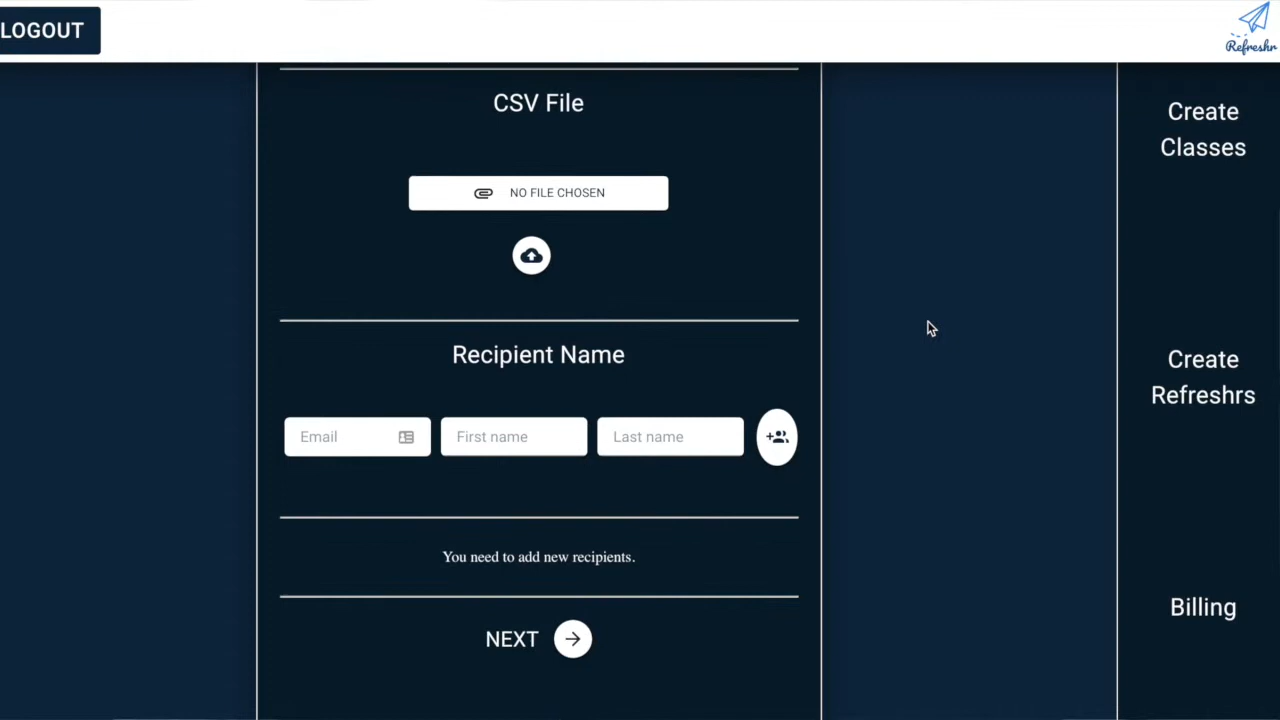 LOGOUT
Refreshr
CSV File
NO FILE CHOSEN
Recipient Name
Email
First name
Last name
You need to add new recipients.
NEXT
Create
Classes
Create
Refreshrs
Billing